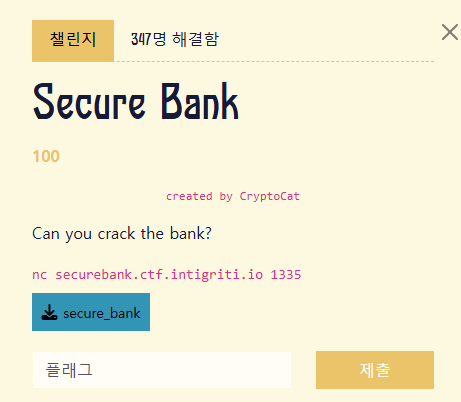 챌린지
347명 해결함
Secure Bank
100
created by CryptoCat
Can you crack the bank?
nc securebank.ctf.intigriti.io 1335
secure_bank
플래그
제출